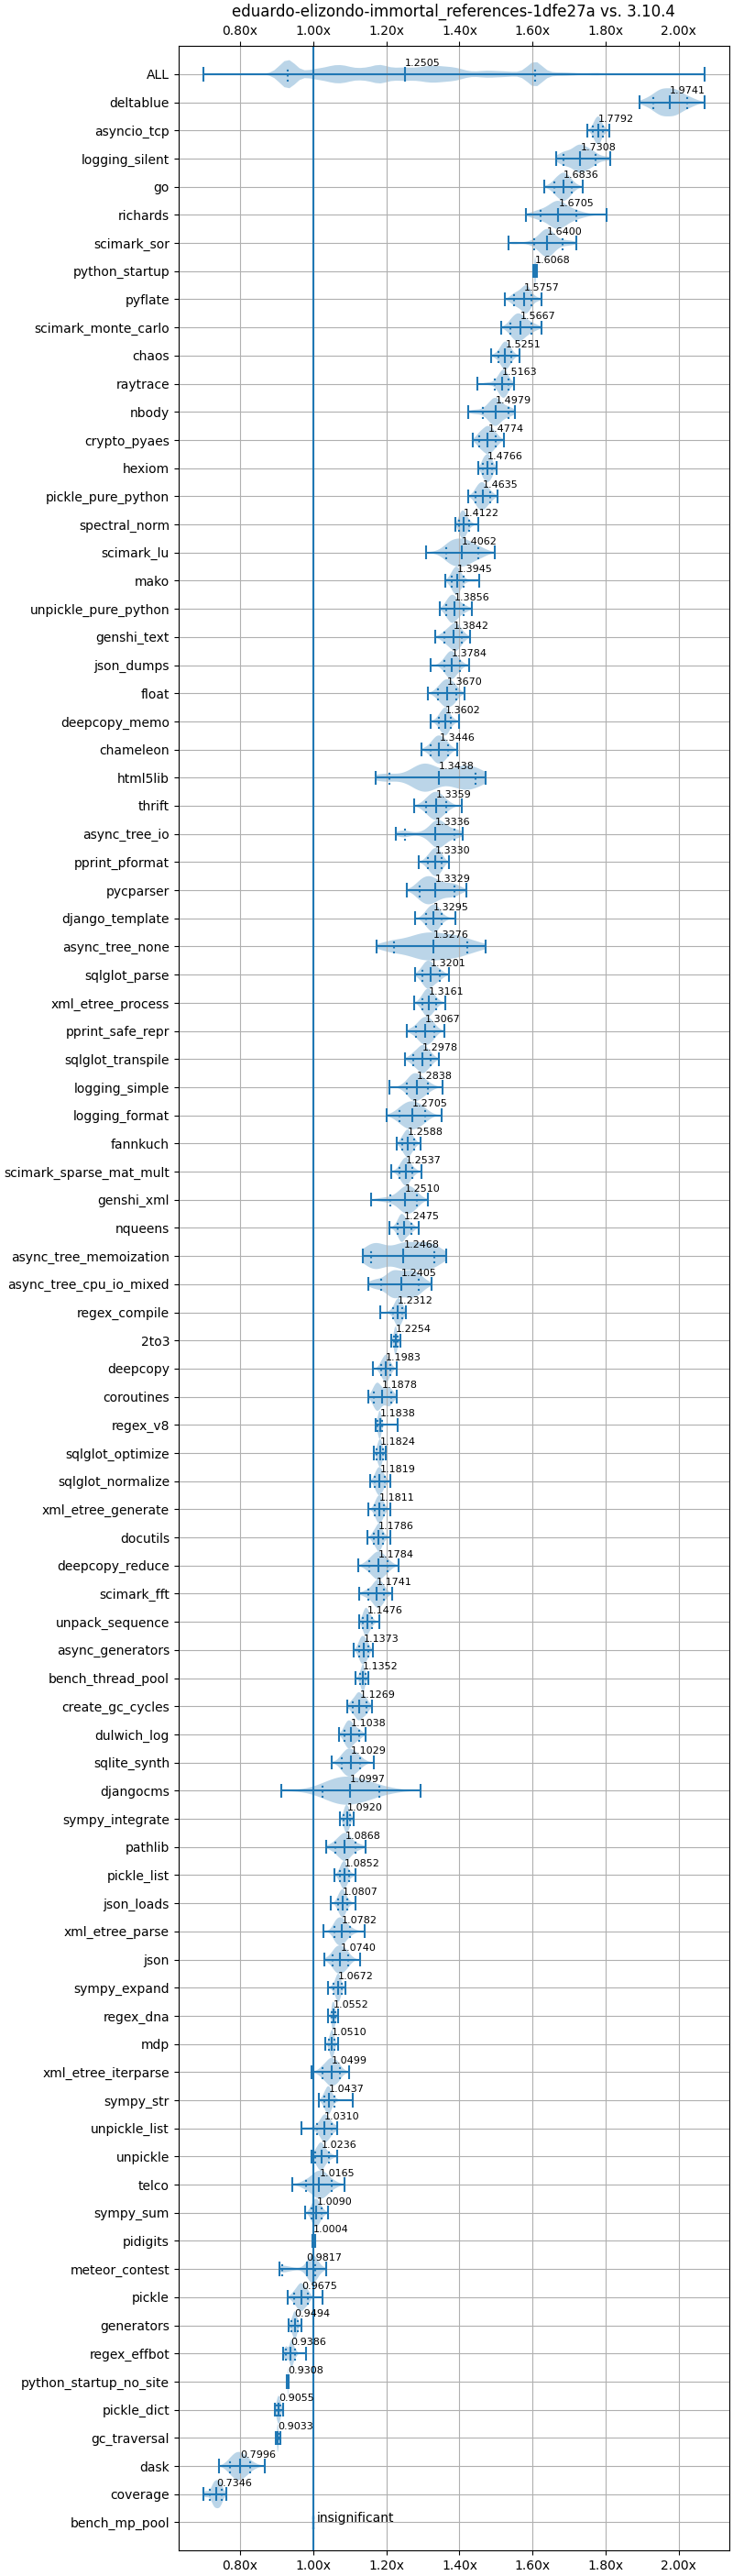 eduardo-elizondo-immortal_references-1dfe27a vs. 3.10.4
0.80x 1.00x 1.20x 1.40x 1.60x 1.80x 2.00x
ALL 1.2505
deltablue 1.9741
asyncio_tcp 1.7792
logging_silent 1.7308
go 1.6836
richards 1.6705
scimark_sor 1.6400
python_startup 1.6068
pyflate 1.5757
scimark_monte_carlo 1.5667
chaos 1.5251
raytrace 1.5163
nbody 1.4979
crypto_pyaes 1.4774
hexiom 1.4766
pickle_pure_python 1.4635
spectral_norm 1.4122
scimark_lu 1.4062
mako 1.3945
unpickle_pure_python 1.3856
genshi_text 1.3842
json_dumps 1.3784
float 1.3670
deepcopy_memo 1.3602
chameleon 1.3446
html5lib 1.3438
thrift 1.3359
async_tree_io 1.3336
pprint_pformat 1.3330
pycparser 1.3329
django_template 1.3295
async_tree_none 1.3276
sqlglot_parse 1.3201
xml_etree_process 1.3161
pprint_safe_repr 1.3067
sqlglot_transpile 1.2978
logging_simple 1.2838
logging_format 1.2705
fannkuch 1.2588
scimark_sparse_mat_mult 1.2537
genshi_xml 1.2510
nqueens 1.2475
async_tree_memoization 1.2468
async_tree_cpu_io_mixed 1.2405
regex_compile 1.2312
2to3 1.2254
deepcopy 1.1983
coroutines 1.1878
regex_v8 1.1838
sqlglot_optimize 1.1824
sqlglot_normalize 1.1819
xml_etree_generate 1.1811
docutils 1.1786
deepcopy_reduce 1.1784
scimark_fft 1.1741
unpack_sequence 1.1476
async_generators 1.1373
bench_thread_pool 1.1352
create_gc_cycles 1.1269
dulwich_log 1.1038
sqlite_synth 1.1029
djangocms 1.0997
sympy_integrate 1.0920
pathlib 1.0868
pickle_list 1.0852
json_loads 1.0807
xml_etree_parse 1.0782
json 1.0740
sympy_expand 1.0672
regex_dna 1.0552
mdp 1.0510
xml_etree_iterparse 1.0499
sympy_str 1.0437
unpickle_list 1.0310
unpickle 1.0236
telco 1.0165
sympy_sum 1.0090
pidigits 1.0004
meteor_contest 0.9817
pickle 0.9675
generators 0.9494
regex_effbot 0.9386
python_startup_no_site 0.9308
pickle_dict 0.9055
gc_traversal 0.9033
dask 0.7996
coverage 0.7346
bench_mp_pool insignificant
0.80x 1.00x 1.20x 1.40x 1.60x 1.80x 2.00x